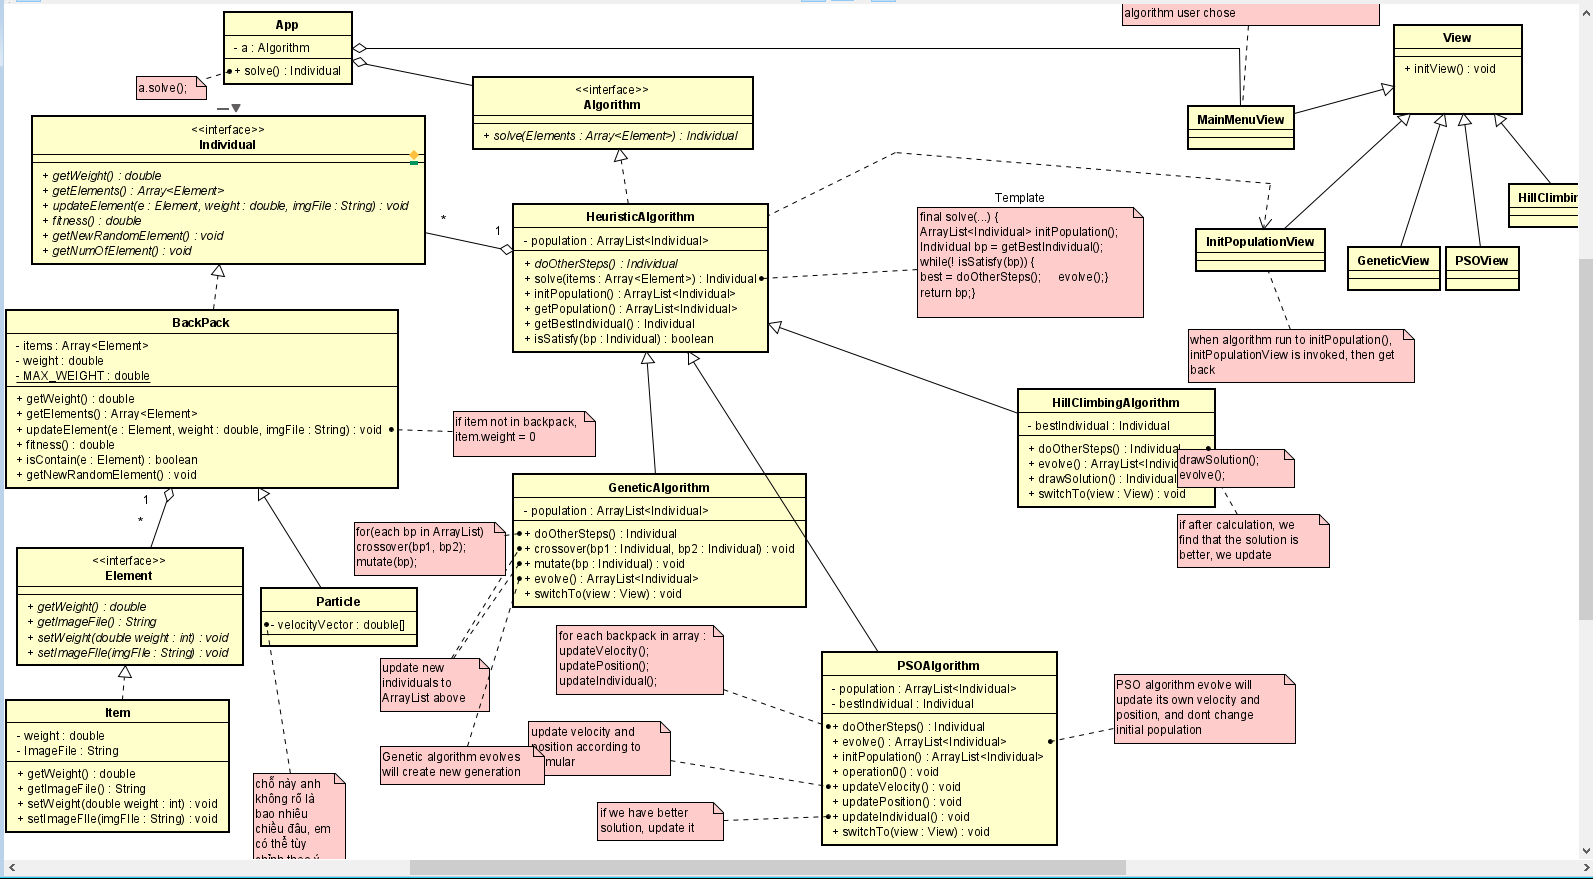 App
- a : Algorithm
+ solve() : Individual
a.solve();
<<interface>>
Individual
+ getWeight() : double
+ getElements() : Array<Element>
+ updateElement(e : Element, weight : double, imgFile : String) : void
+ fitness() : double
+ getNewRandomElement() : void
+ getNumOfElement() : void
<<interface>>
Algorithm
+ solve(Elements : Array<Element>) : Individual
algorithm user chose
View
+ initView() : void
MainMenuView
HillClimbin
InitPopulationView
GeneticView
PSOView
when algorithm run to initPopulation(),
initPopulationView is invoked, then get
back
*
1
HeuristicAlgorithm
- population : ArrayList<Individual>
+ doOtherSteps() : Individual
+ solve(items : Array<Element>) : Individual
+ initPopulation() : ArrayList<Individual>
+ getPopulation() : ArrayList<Individual>
+ getBestIndividual() : Individual
+ isSatisfy(bp : Individual) : boolean
Template
final solve(...) {
ArrayList<Individual> initPopulation();
Individual bp = getBestIndividual();
while(! isSatisfy(bp)) {
best = doOtherSteps(); evolve();}
return bp;}
BackPack
- items : Array<Element>
- weight : double
- MAX_WEIGHT : double
+ getWeight() : double
+ getElements() : Array<Element>
+ updateElement(e : Element, weight : double, imgFile : String) : void
+ fitness() : double
+ isContain(e : Element) : boolean
+ getNewRandomElement() : void
if item not in backpack,
item.weight = 0
HillClimbingAlgorithm
- bestIndividual : Individual
+ doOtherSteps() : Individual
+ evolve() : ArrayList<Individ
+ drawSolution() : Individual
+ switchTo(view : View) : void
drawSolution();
evolve();
if after calculation, we
find that the solution is
better, we update
1
*
<<interface>>
Element
+ getWeight() : double
+ getImageFile() : String
+ setWeight(double weight : int) : void
+ setImageFIle(imgFIle : String) : void
Particle
- velocityVector : double[]
Item
- weight : double
- ImageFile : String
+ getWeight() : double
+ getImageFile() : String
+ setWeight(double weight : int) : void
+ setImageFIle(imgFIle : String) : void
chỗ này anh
không rõ là
bao nhiêu
chiều đâu, em
có thể tùy
chỉnh theo ý
for(each bp in ArrayList)
crossover(bp1, bp2);
mutate(bp);
GeneticAlgorithm
- population : ArrayList<Individual>
+ doOtherSteps() : Individual
+ crossover(bp1 : Individual, bp2 : Individual) : void
+ mutate(bp : Individual) : void
+ evolve() : ArrayList<Individual>
+ switchTo(view : View) : void
update new
individuals to
ArrayList above
Genetic algorithm evolves
will create new generation
for each backpack in array :
updateVelocity();
updatePosition();
updateIndividual();
update velocity and
position according to
mular
if we have better
solution, update it
PSOAlgorithm
- population : ArrayList<Individual>
- bestIndividual : Individual
+ doOtherSteps() : Individual
+ evolve() : ArrayList<Individual>
+ initPopulation() : ArrayList<Individual>
+ operation0() : void
+ updateVelocity() : void
+ updatePosition() : void
+ updateIndividual() : void
+ switchTo(view : View) : void
PSO algorithm evolve will
update its own velocity and
position, and dont change
initial population